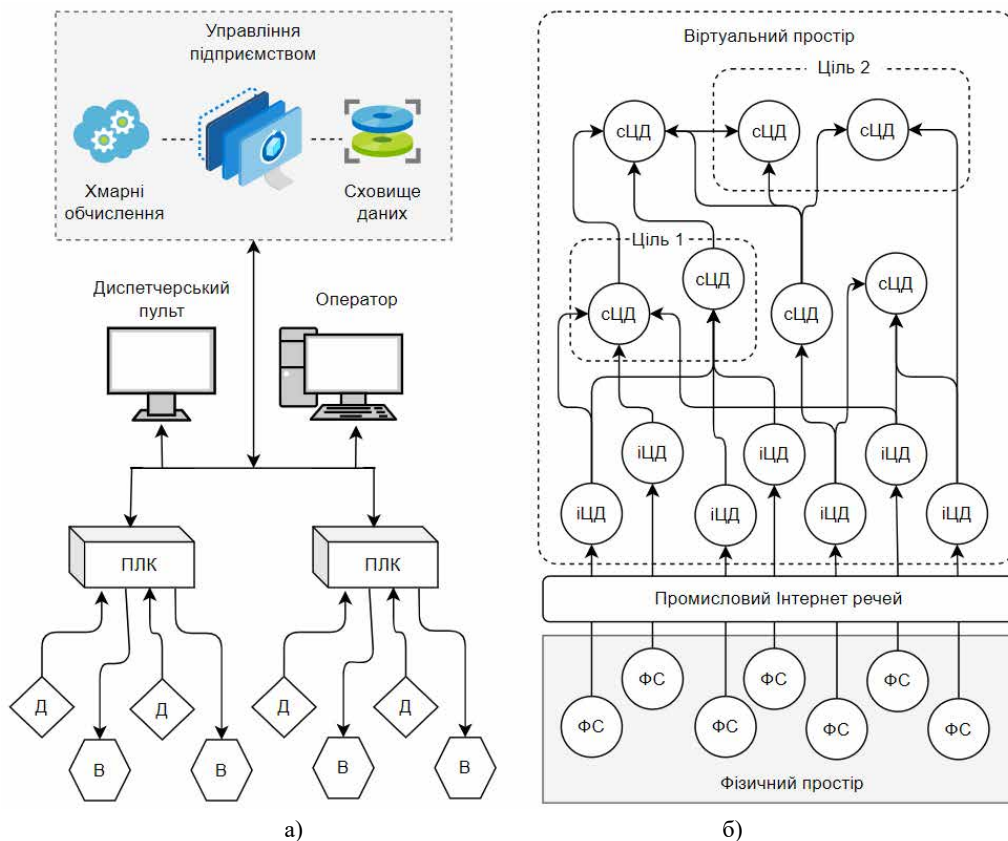 Управління
підприємством
Хмарні
обчислення
Сховище
даних
Диспетчерський
пульт
Оператор
ПЛК
ПЛК
Д
Д
Д
Д
В
В
В
В
а)
Віртуальний простір
Ціль 2
сЦД
сЦД
сЦД
Ціль 1
сЦД
сЦД
сЦД
сЦД
іЦД
іЦД
іЦД
іЦД
іЦД
іЦД
іЦД
Промисловий Інтернет речей
ФС
ФС
ФС
ФС
ФС
ФС
ФС
Фізичний простір
б)